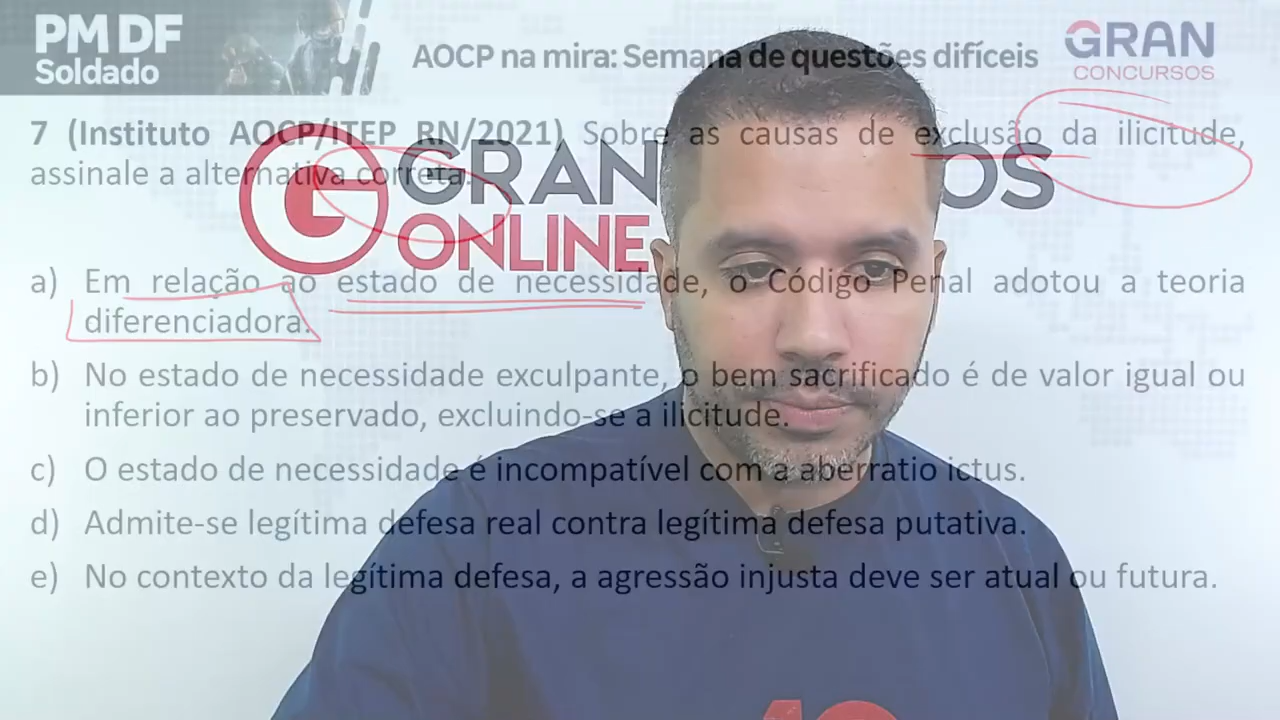 PM DF
Soldado
AOCP na mira: Semana de questões difíceis
GRAN
CONCURSOS
7 (Instituto AOCP/ITEP RN/2021) Sobre as causas de exclusão da ilicitude,
assinale a alternativa correta.
GRAN OS
ONLINE
a) Em relação ao estado de necessidade, o Código Penal adotou a teoria
diferenciadora.
b) No estado de necessidade exculpante, o bem sacrificado é de valor igual ou
inferior ao preservado, excluindo-se a ilicitude.
c) O estado de necessidade é incompatível com a aberratio ictus.
d) Admite-se legítima defesa real contra legítima defesa putativa.
e) No contexto da legítima defesa, a agressão injusta deve ser atual ou futura.